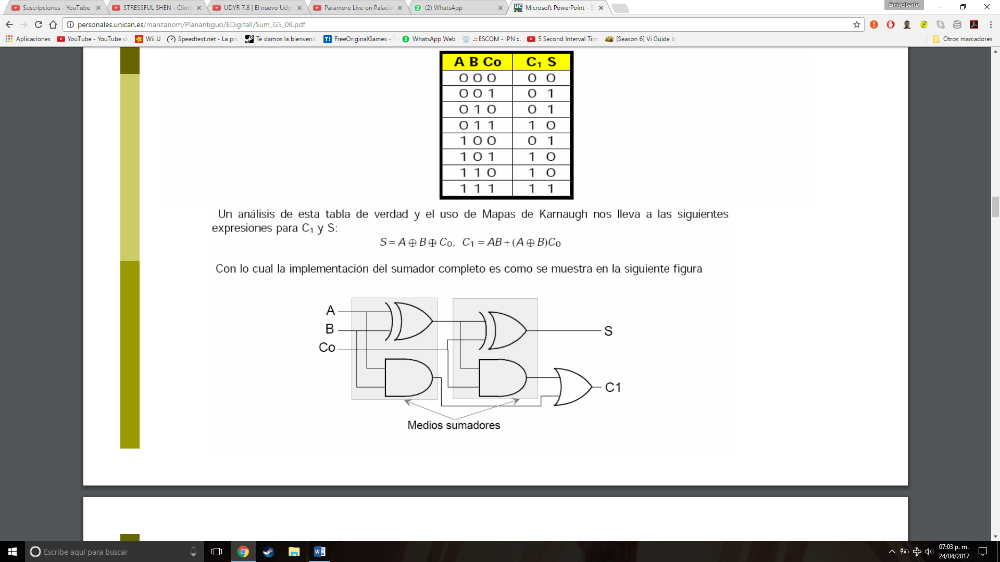 Suscripciones - YouTube
STRESSFUL SHEN - Climb
UDYR 7.8 | El nuevo Udyr
Paramore Live on Palacio
(2) WhatsApp
Microsoft PowerPoint - S
Emiyelbarto
personales.unican.es/manzanom/Planantiguo/EDigitalI/Sum_G5_08.pdf
Aplicaciones
YouTube - YouTube de
Wii U
Speedtest.net - La pru
Te damos la bienvenid
FreeOriginalGames - T
WhatsApp Web
.:: ESCOM - IPN ::.
5 Second Interval Tim
[Season 6] Vi Guide b
Otros marcadores
A B Co C₁ S
0 0 0 0 0
0 0 1 0 1
0 1 0 0 1
0 1 1 1 0
1 0 0 0 1
1 0 1 1 0
1 1 0 1 0
1 1 1 1 1
Un análisis de esta tabla de verdad y el uso de Mapas de Karnaugh nos lleva a las siguientes
expresiones para C₁ y S:
S = A ⊕ B ⊕ C₀, C₁ = AB + (A ⊕ B)C₀
Con lo cual la implementación del sumador completo es como se muestra en la siguiente figura
A
B
Co
S
C1
Medios sumadores
Escribe aquí para buscar
07:03 p. m.
24/04/2017